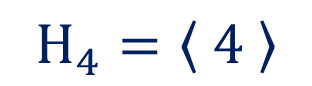 H₄ = ⟨ 4 ⟩